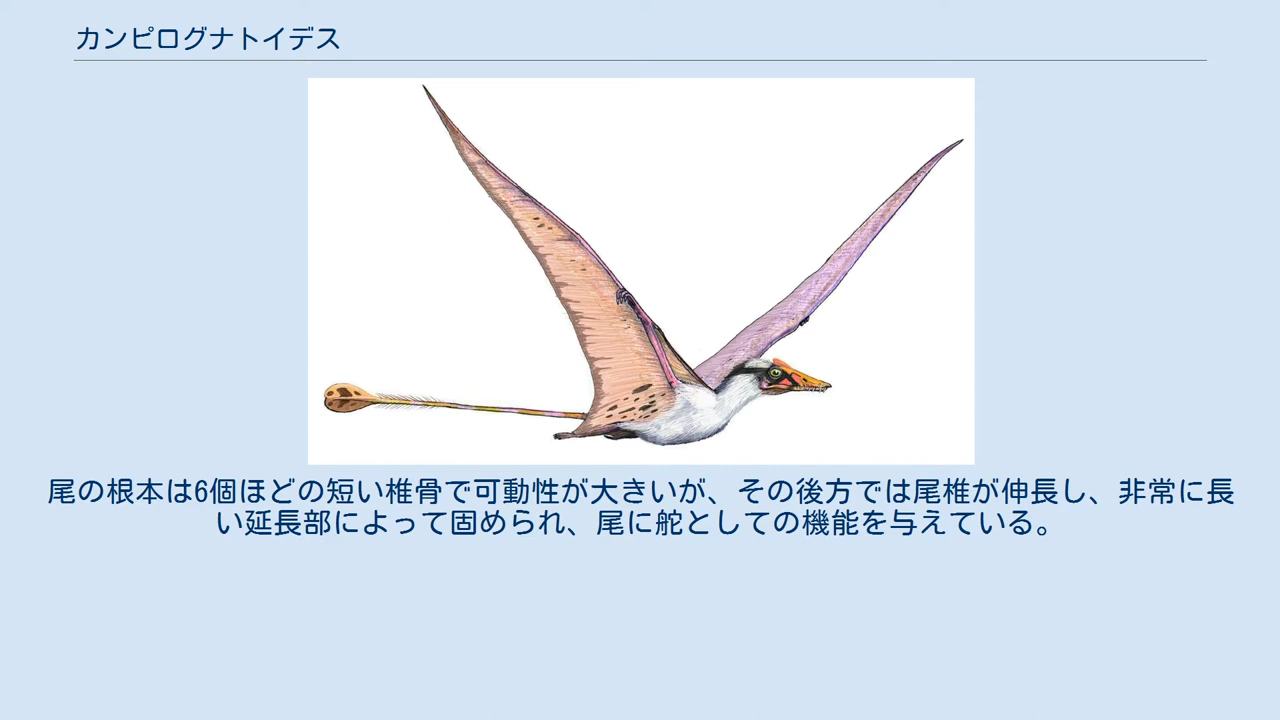 カンピログナトイデス
尾の根本は6個ほどの短い椎骨で可動性が大きいが、その後方では尾椎が伸長し、非常に長
い延長部によって固められ、尾に舵としての機能を与えている。